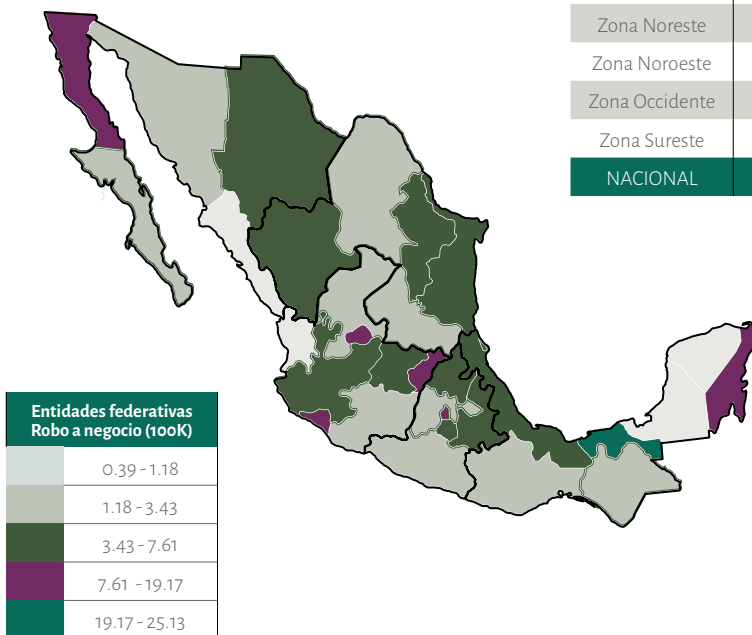 Zona Noreste
Zona Noroeste
Zona Occidente
Zona Sureste
NACIONAL
Entidades federativas
Robo a negocio (100K)
0.39 - 1.18
1.18 - 3.43
3.43 - 7.61
7.61 - 19.17
19.17 - 25.13